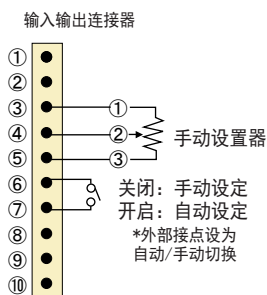 输入输出连接器
①
②
③
④
⑤
⑥
⑦
⑧
⑨
⑩
①
②
③
手动设置器
关闭：手动设定
开启：自动设定
*外部接点设为
自动/手动切换